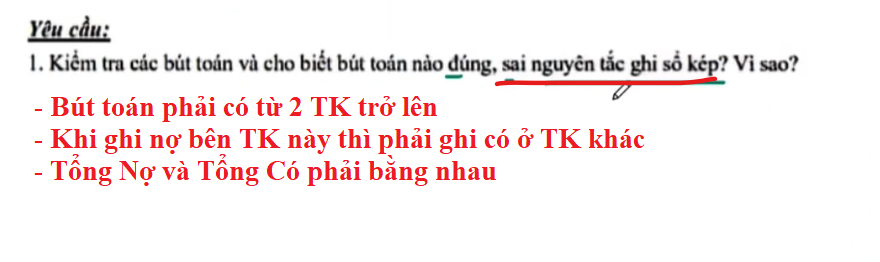 Yêu cầu:
1. Kiểm tra các bút toán và cho biết bút toán nào đúng, sai nguyên tắc ghi sổ kép? Vì sao?
- Bút toán phải có từ 2 TK trở lên
- Khi ghi nợ bên TK này thì phải ghi có ở TK khác
- Tổng Nợ và Tổng Có phải bằng nhau